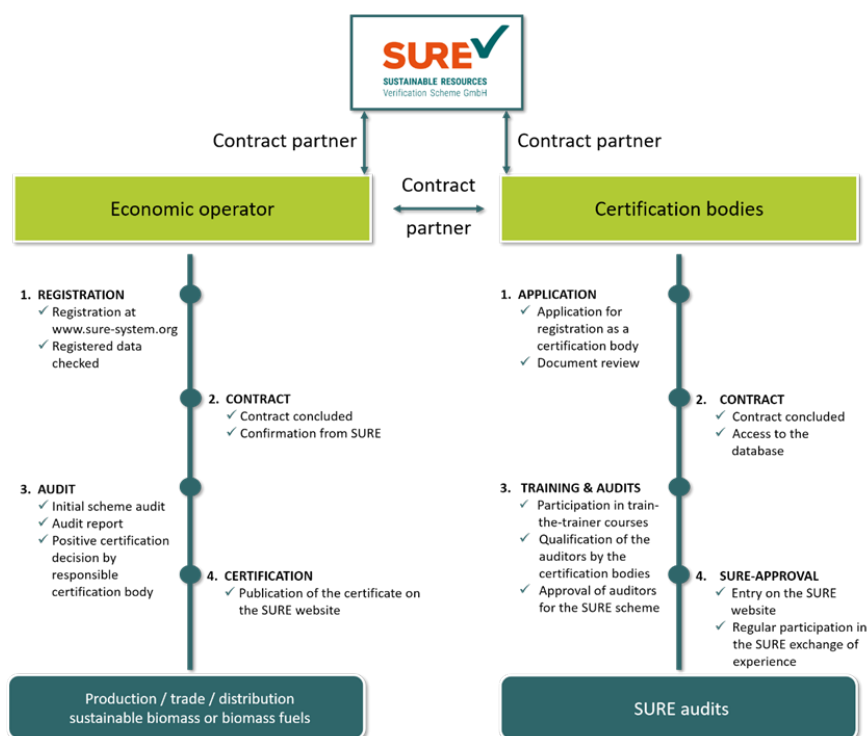 SURE
SUSTAINABLE RESOURCES
Verification Scheme GmbH
Contract partner
Contract partner
Economic operator
Contract
partner
Certification bodies
1. REGISTRATION
✓ Registration at
www.sure-system.org
✓ Registered data
checked
2. CONTRACT
✓ Contract concluded
✓ Confirmation from SURE
3. AUDIT
✓ Initial scheme audit
✓ Audit report
✓ Positive certification
decision by
responsible
certification body
4. CERTIFICATION
✓ Publication of the certificate on
the SURE website
Production / trade / distribution
sustainable biomass or biomass fuels
1. APPLICATION
✓ Application for
registration as a
certification body
✓ Document review
2. CONTRACT
✓ Contract concluded
✓ Access to the
database
3. TRAINING & AUDITS
✓ Participation in train-
the-trainer courses
✓ Qualification of the
auditors by the
certification bodies
✓ Approval of auditors
for the SURE scheme
4. SURE-APPROVAL
✓ Entry on the SURE
website
✓ Regular participation in
the SURE exchange of
experience
SURE audits